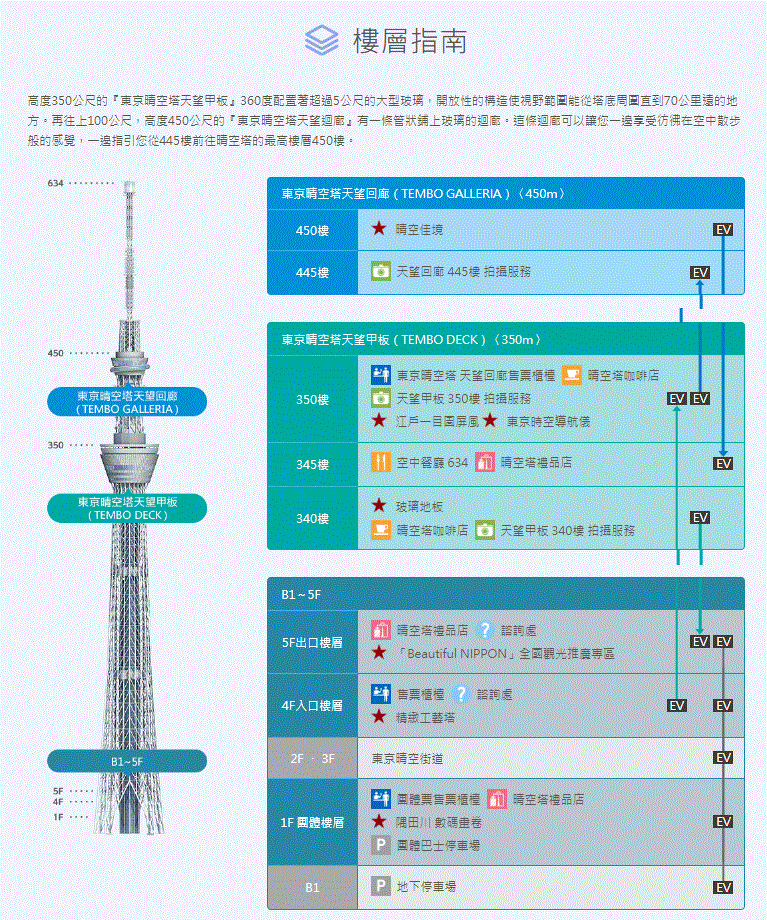 樓層指南
高度350公尺的『東京晴空塔天望甲板』360度配置著超過5公尺的大型玻璃，開放性的構造使視野範圍能從塔底周圍直到70公里遠的地
方。再往上100公尺，高度450公尺的『東京晴空塔天望迴廊』有一條管狀鋪上玻璃的迴廊。這條迴廊可以讓您一邊享受彷彿在空中散步
般的感覺，一邊指引您從445樓前往晴空塔的最高樓層450樓。
634
450
東京晴空塔天望回廊
( TEMBO GALLERIA )
350
東京晴空塔天望甲板
( TEMBO DECK )
B1~5F
5F
4F
1F
東京晴空塔天望回廊 ( TEMBO GALLERIA ) 〈 450m 〉
450樓
晴空佳境
EV
445樓
天望回廊 445樓 拍攝服務
EV
東京晴空塔天望甲板 ( TEMBO DECK ) 〈 350m 〉
350樓
東京晴空塔 天望回廊售票櫃檯 晴空塔咖啡店
天望甲板 350樓 拍攝服務
EV EV
江戶一目圖屏風 東京時空導航儀
345樓
空中餐廳 634 晴空塔禮品店
EV
340樓
玻璃地板
EV
晴空塔咖啡店 天望甲板 340樓 拍攝服務
B1～5F
5F出口樓層
晴空塔禮品店 ? 諮詢處
EV EV
「Beautiful NIPPON」全國觀光推廣專區
4F入口樓層
售票櫃檯 ? 諮詢處
EV EV
精緻工藝塔
2F ‧ 3F
東京晴空街道
EV
1F 團體樓層
團體票售票櫃檯 晴空塔禮品店
隅田川 數碼畫卷
EV
P 團體巴士停車場
B1
P 地下停車場
EV